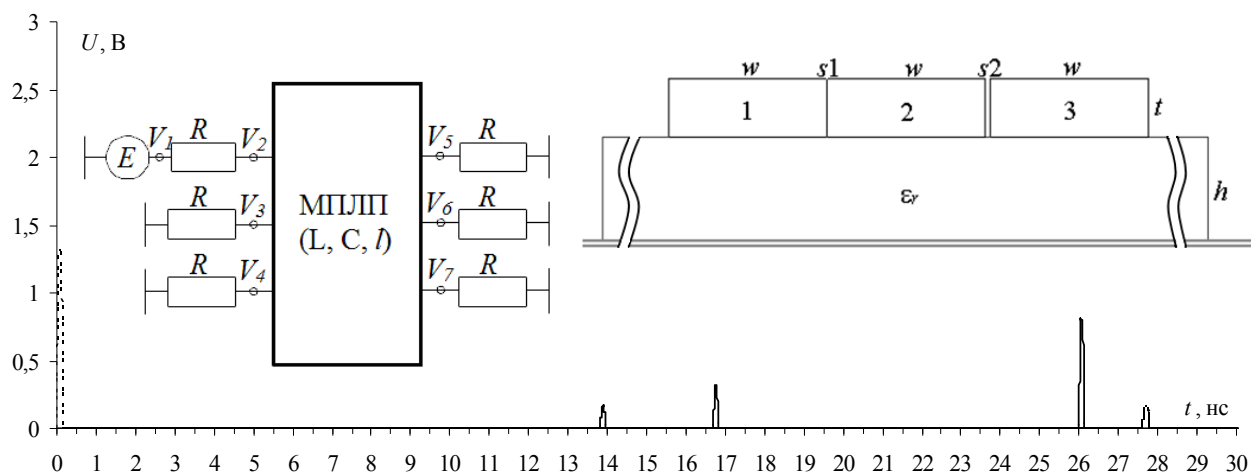 3
U, В
2,5
2
1,5
1
0,5
0
V1 R V2
E
R V3
R V4
МПЛП
(L, C, l)
V5 R
V6 R
V7 R
w s1 w s2 w
1 2 3 t
εr h
t , нс
0 1 2 3 4 5 6 7 8 9 10 11 12 13 14 15 16 17 18 19 20 21 22 23 24 25 26 27 28 29 30